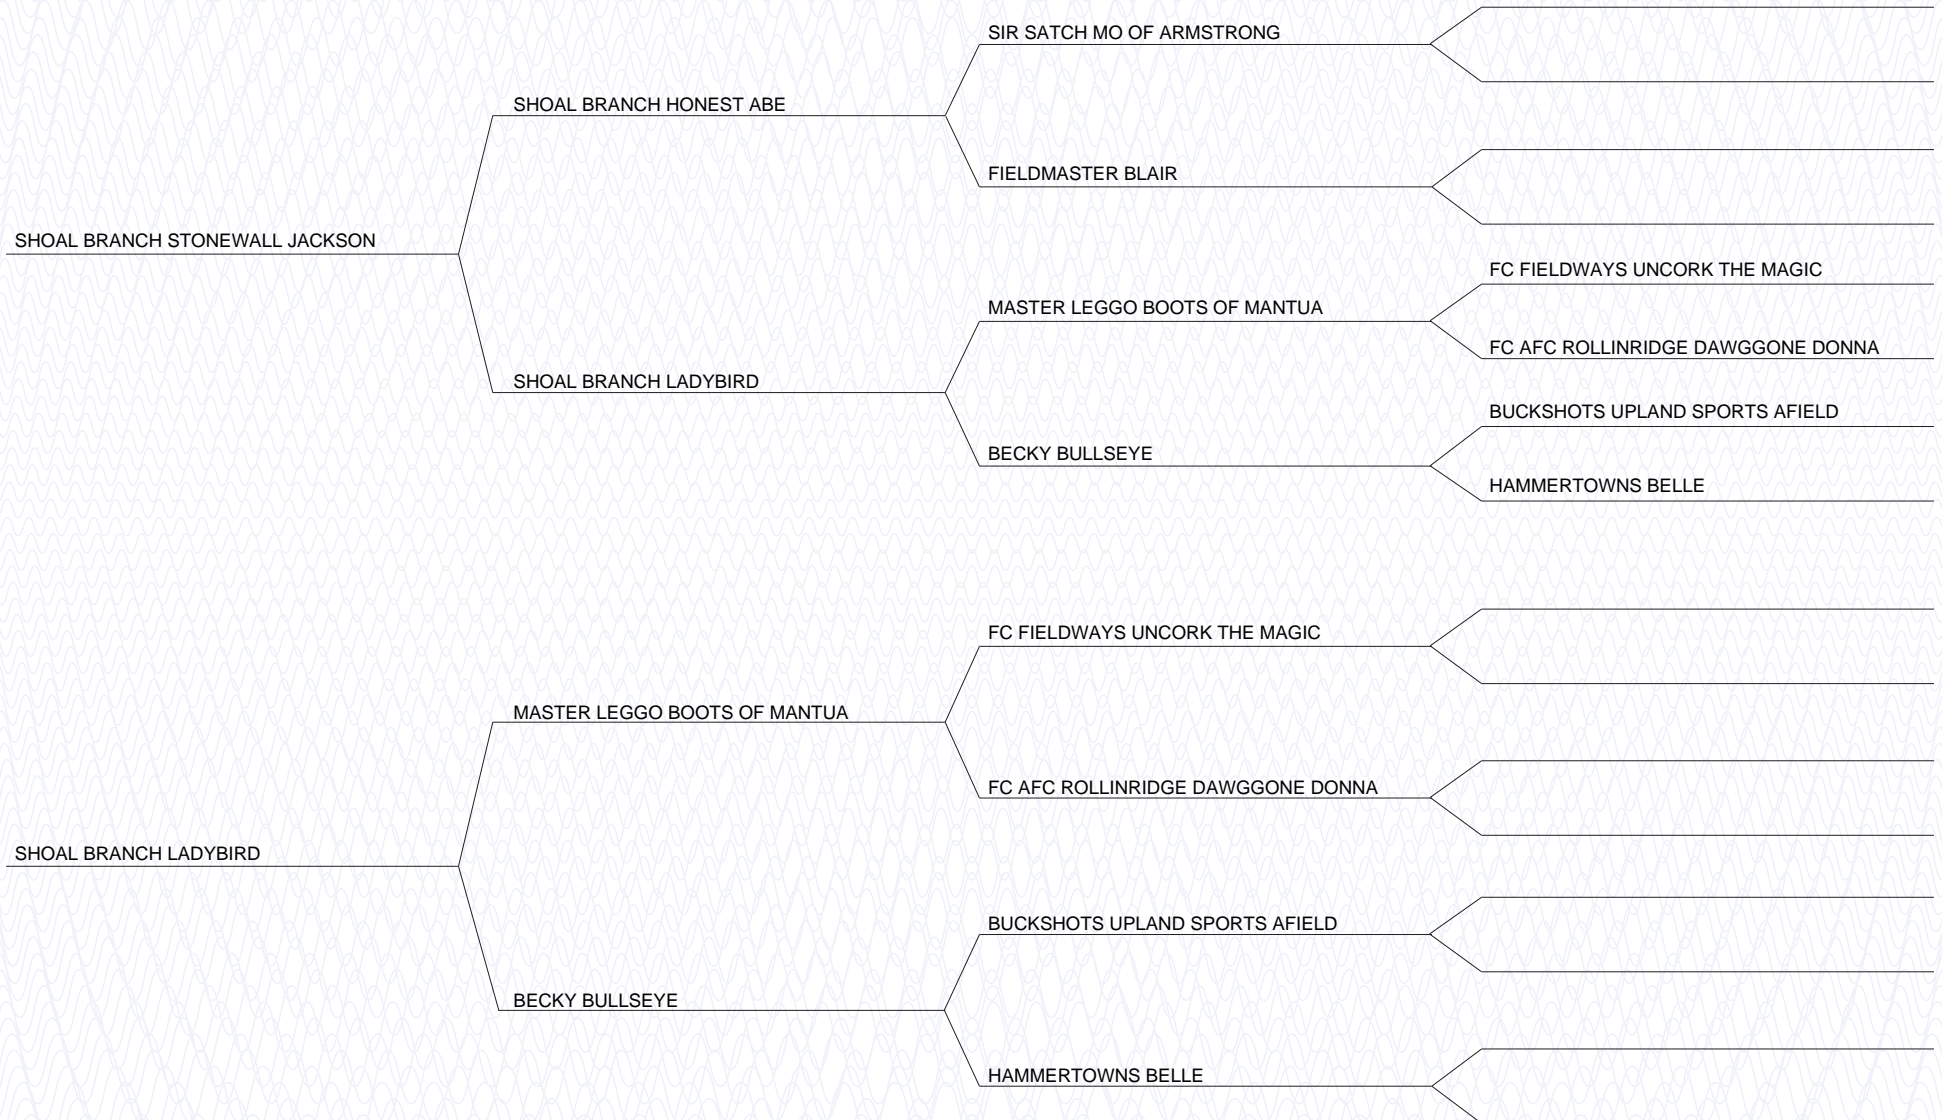 SIR SATCH MO OF ARMSTRONG
SHOAL BRANCH HONEST ABE
FIELDMASTER BLAIR
SHOAL BRANCH STONEWALL JACKSON
FC FIELDWAYS UNCORK THE MAGIC
MASTER LEGGO BOOTS OF MANTUA
FC AFC ROLLINRIDGE DAWGGONE DONNA
SHOAL BRANCH LADYBIRD
BUCKSHOTS UPLAND SPORTS AFIELD
BECKY BULLSEYE
HAMMERTOWNS BELLE
FC FIELDWAYS UNCORK THE MAGIC
MASTER LEGGO BOOTS OF MANTUA
FC AFC ROLLINRIDGE DAWGGONE DONNA
SHOAL BRANCH LADYBIRD
BUCKSHOTS UPLAND SPORTS AFIELD
BECKY BULLSEYE
HAMMERTOWNS BELLE